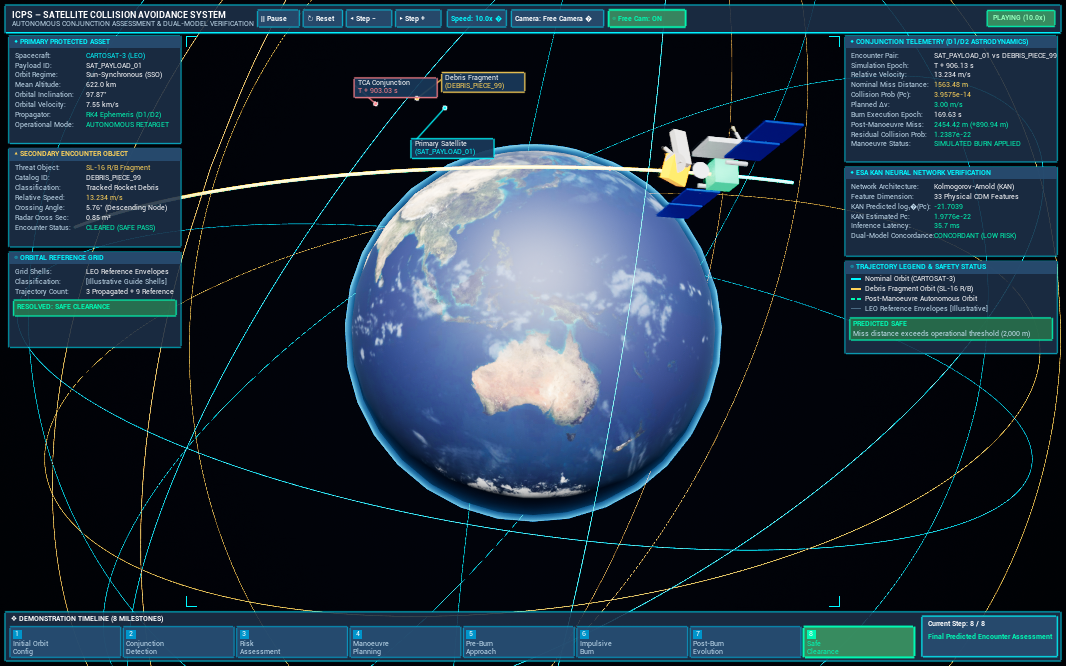 ICPS – SATELLITE COLLISION AVOIDANCE SYSTEM
AUTONOMOUS CONJUNCTION ASSESSMENT & DUAL-MODEL VERIFICATION
|| Pause
↻ Reset
◂ Step −
▸ Step +
Speed: 10.0x �
Camera: Free Camera �
Free Cam: ON
PLAYING (10.0x)
PRIMARY PROTECTED ASSET
Spacecraft: CARTOSAT-3 (LEO)
Payload ID: SAT_PAYLOAD_01
Orbit Regime: Sun-Synchronous (SSO)
Mean Altitude: 622.0 km
Orbital Inclination: 97.87°
Orbital Velocity: 7.55 km/s
Propagator: RK4 Ephemeris (D1/D2)
Operational Mode: AUTONOMOUS RETARGET
SECONDARY ENCOUNTER OBJECT
Threat Object: SL-16 R/B Fragment
Catalog ID: DEBRIS_PIECE_99
Classification: Tracked Rocket Debris
Relative Speed: 13.234 m/s
Crossing Angle: 5.76° (Descending Node)
Radar Cross Sec: 0.85 m²
Encounter Status: CLEARED (SAFE PASS)
ORBITAL REFERENCE GRID
Grid Shells: LEO Reference Envelopes
Classification: [Illustrative Guide Shells]
Trajectory Count: 3 Propagated + 9 Reference
RESOLVED: SAFE CLEARANCE
TCA Conjunction
T + 903.03 s
Debris Fragment
(DEBRIS_PIECE_99)
Primary Satellite
(SAT_PAYLOAD_01)
CONJUNCTION TELEMETRY (D1/D2 ASTRODYNAMICS)
Encounter Pair: SAT_PAYLOAD_01 vs DEBRIS_PIECE_99
Simulation Epoch: T + 906.13 s
Relative Velocity: 13.234 m/s
Nominal Miss Distance: 1563.48 m
Collision Prob (Pc): 3.9575e-14
Planned Δv: 3.00 m/s
Burn Execution Epoch: 169.63 s
Post-Manoeuvre Miss: 2454.42 m (+890.94 m)
Residual Collision Prob: 1.2387e-22
Manoeuvre Status: SIMULATED BURN APPLIED
ESA KAN NEURAL NETWORK VERIFICATION
Network Architecture: Kolmogorov-Arnold (KAN)
Feature Dimension: 33 Physical CDM Features
KAN Predicted log₁�(Pc): -21.7039
KAN Estimated Pc: 1.9776e-22
Inference Latency: 35.7 ms
Dual-Model Concordance: CONCORDANT (LOW RISK)
TRAJECTORY LEGEND & SAFETY STATUS
Nominal Orbit (CARTOSAT-3)
Debris Fragment Orbit (SL-16 R/B)
Post-Manoeuvre Autonomous Orbit
LEO Reference Envelopes [Illustrative]
PREDICTED SAFE
Miss distance exceeds operational threshold (2,000 m)
❖ DEMONSTRATION TIMELINE (8 MILESTONES)
1
Initial Orbit
Config
2
Conjunction
Detection
3
Risk
Assessment
4
Manoeuvre
Planning
5
Pre-Burn
Approach
6
Impulsive
Burn
7
Post-Burn
Evolution
8
Safe
Clearance
Current Step: 8 / 8
Final Predicted Encounter Assessment